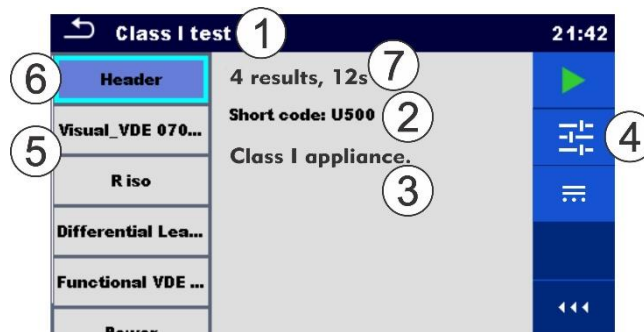 Class I test
1
21:42
6
Header
4 results, 12s
7
Visual_VDE 070...
Short code: U500
2
4
5
Class I appliance.
R iso
3
Differential Lea...
Functional VDE ...
Power